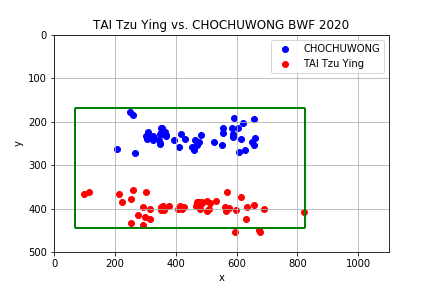 TAI Tzu Ying vs. CHOCHUWONG BWF 2020
CHOCHUWONG
TAI Tzu Ying
0
100
200
300
400
500
y
0 200 400 600 800 1000
x